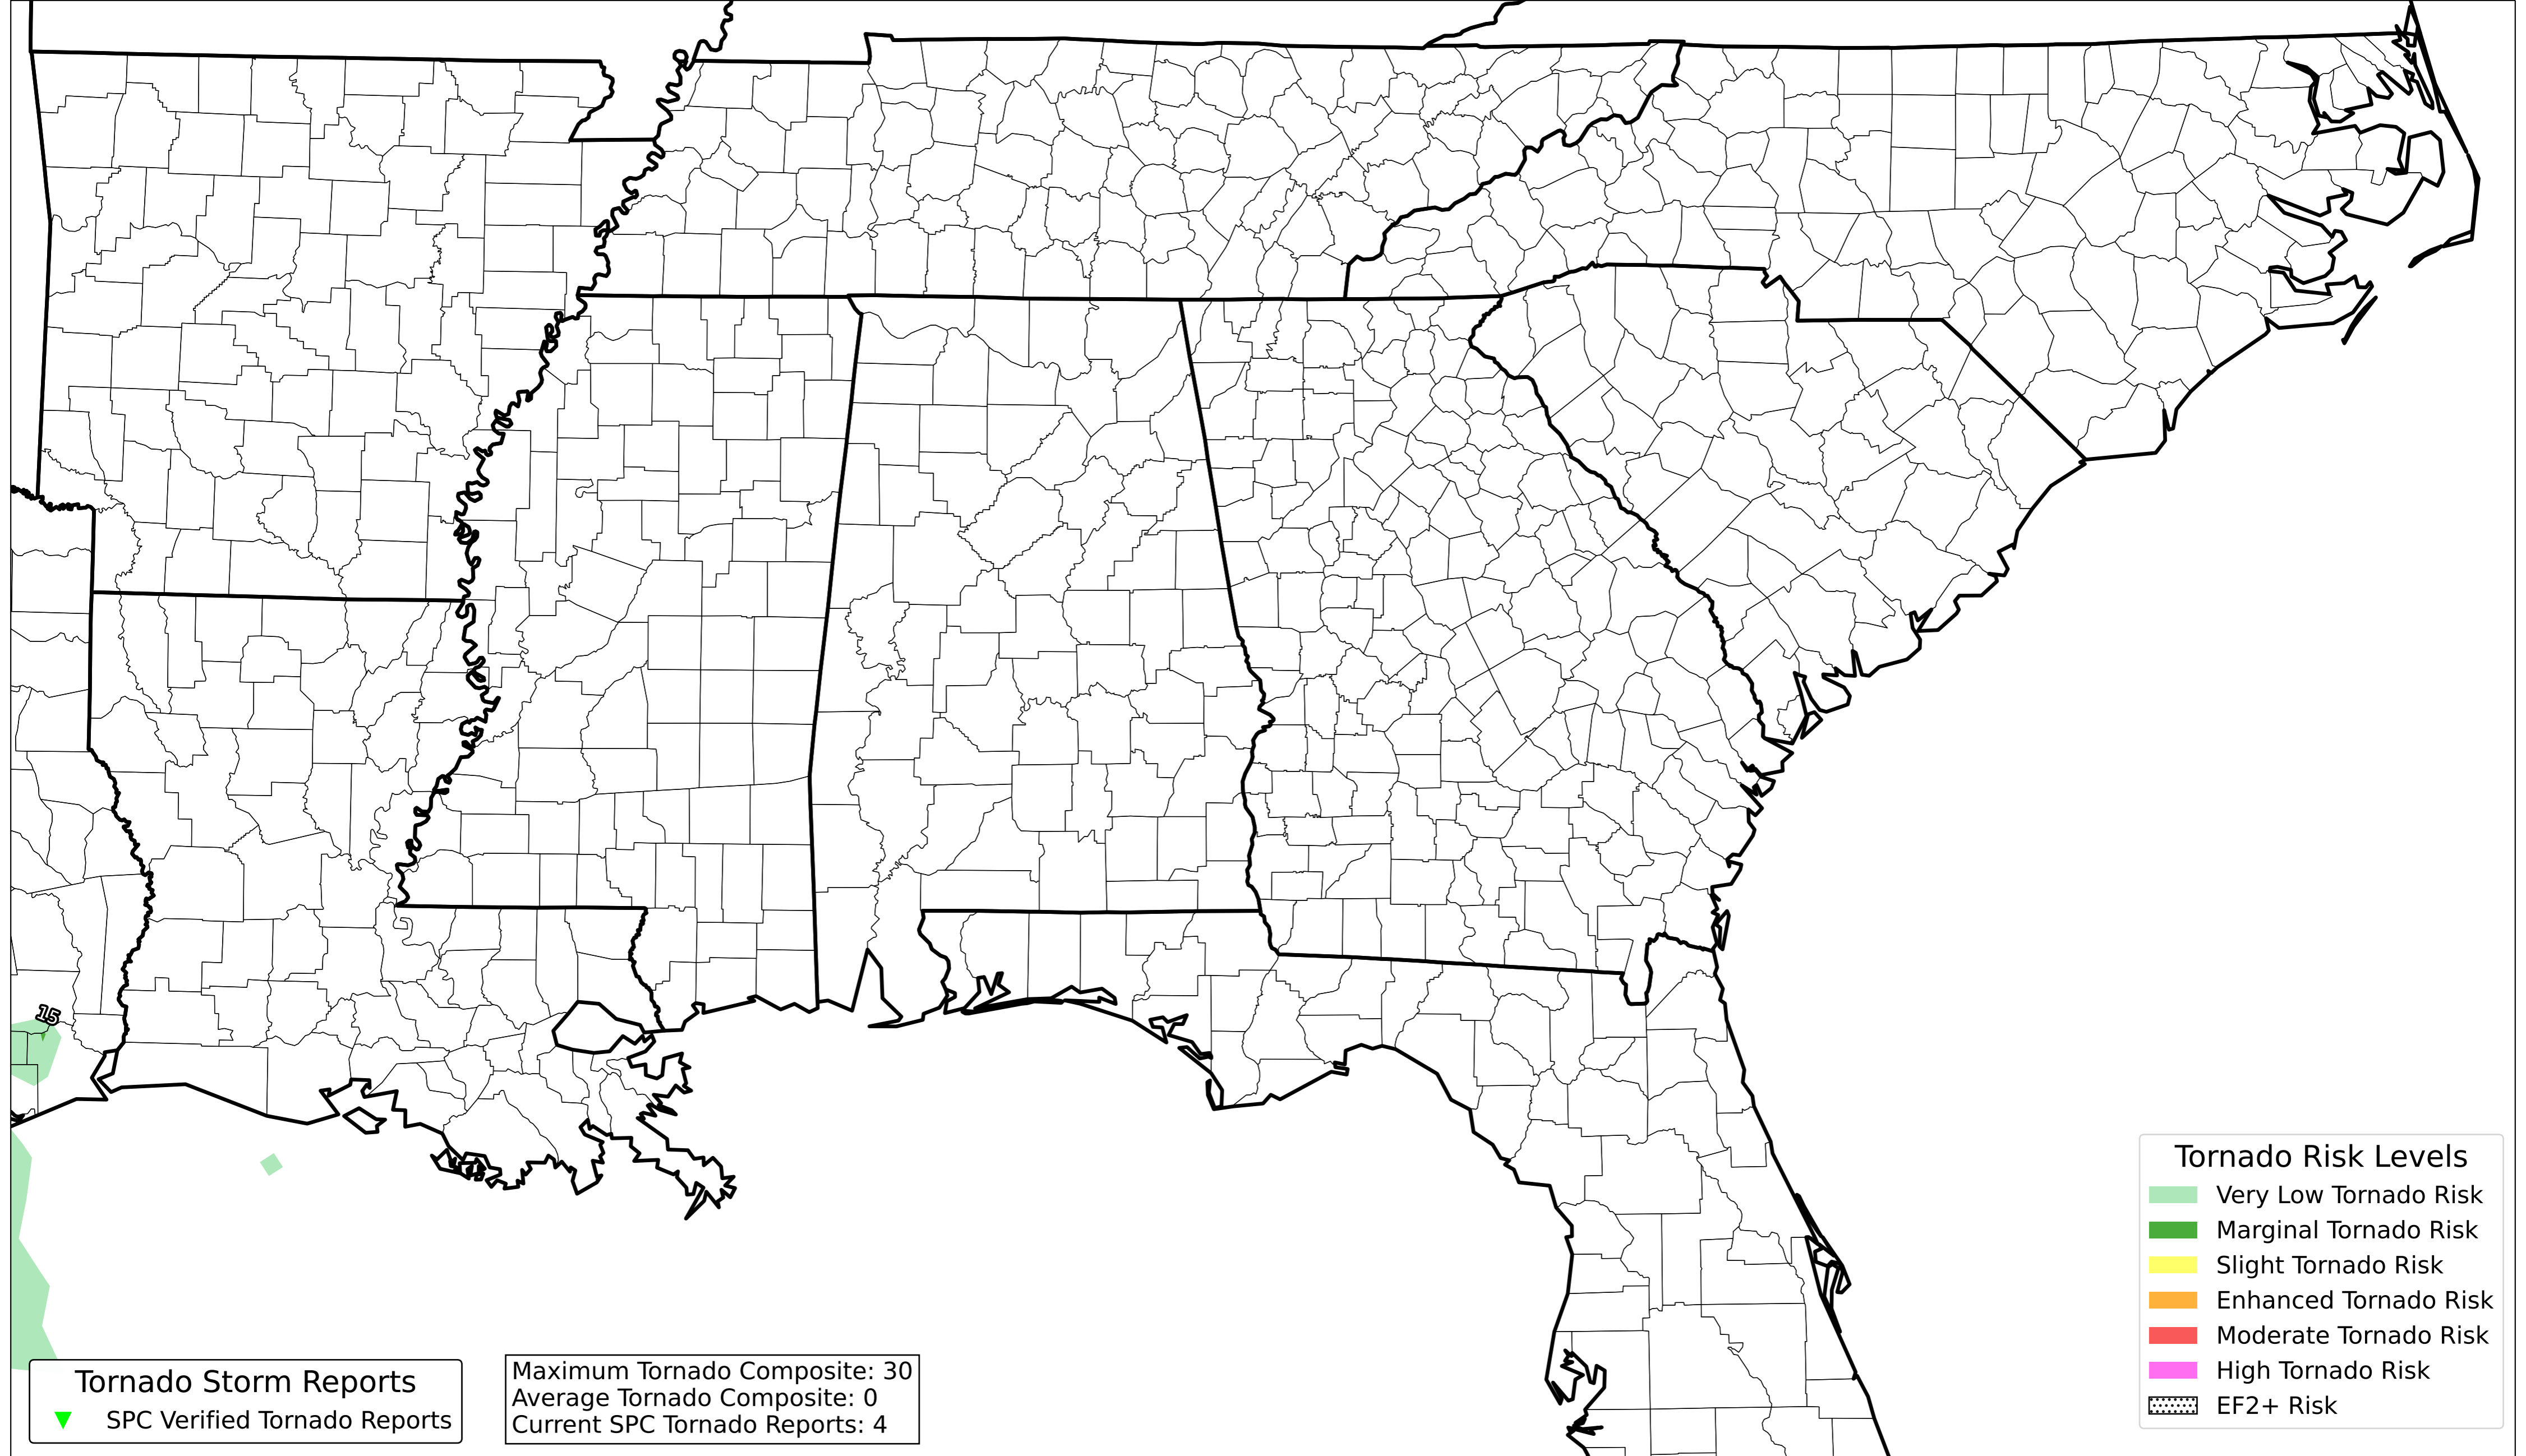 15
Tornado Storm Reports
SPC Verified Tornado Reports
Maximum Tornado Composite: 30
Average Tornado Composite: 0
Current SPC Tornado Reports: 4
Tornado Risk Levels
Very Low Tornado Risk
Marginal Tornado Risk
Slight Tornado Risk
Enhanced Tornado Risk
Moderate Tornado Risk
High Tornado Risk
EF2+ Risk